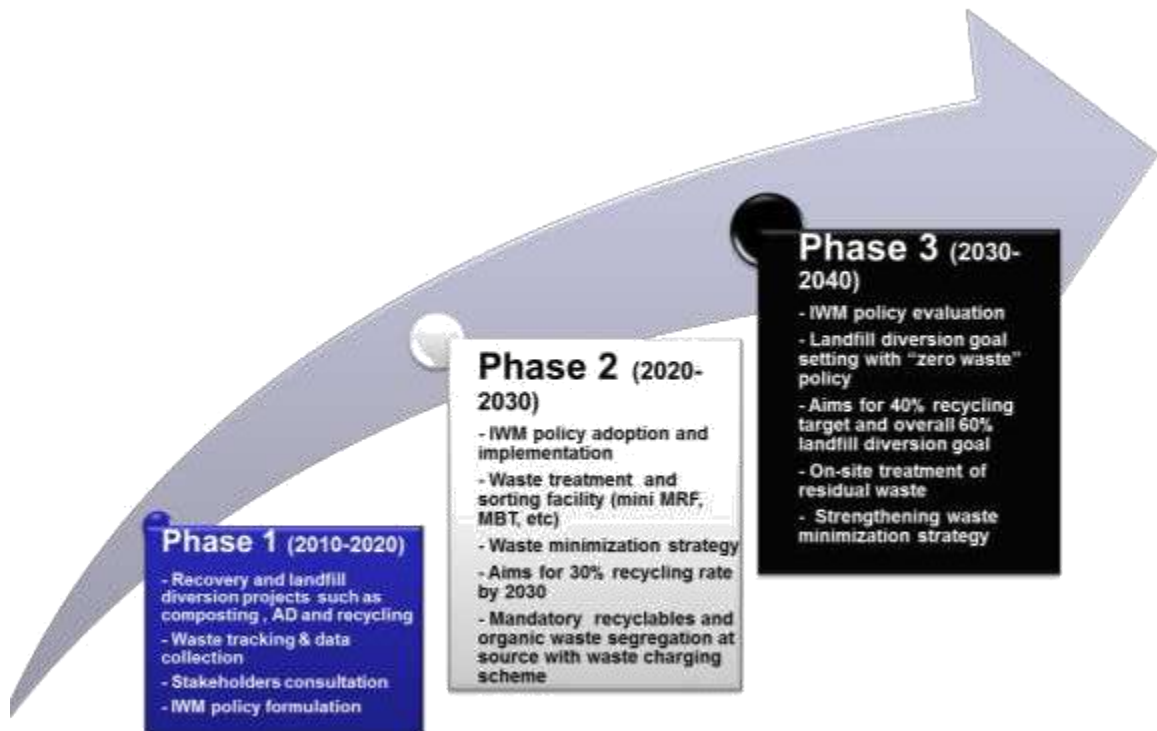 Phase 1 (2010-2020)
- Recovery and landfill
diversion projects such as
composting , AD and recycling
- Waste tracking & data
collection
- Stakeholders consultation
- IWM policy formulation
Phase 2 (2020-
2030)
- IWM policy adoption and
implementation
- Waste treatment and
sorting facility (mini MRF,
MBT, etc)
- Waste minimization strategy
- Aims for 30% recycling rate
by 2030
- Mandatory recyclables and
organic waste segregation at
source with waste charging
scheme
Phase 3 (2030-
2040)
- IWM policy evaluation
- Landfill diversion goal
setting with “zero waste”
policy
- Aims for 40% recycling
target and overall 60%
landfill diversion goal
- On-site treatment of
residual waste
- Strengthening waste
minimization strategy